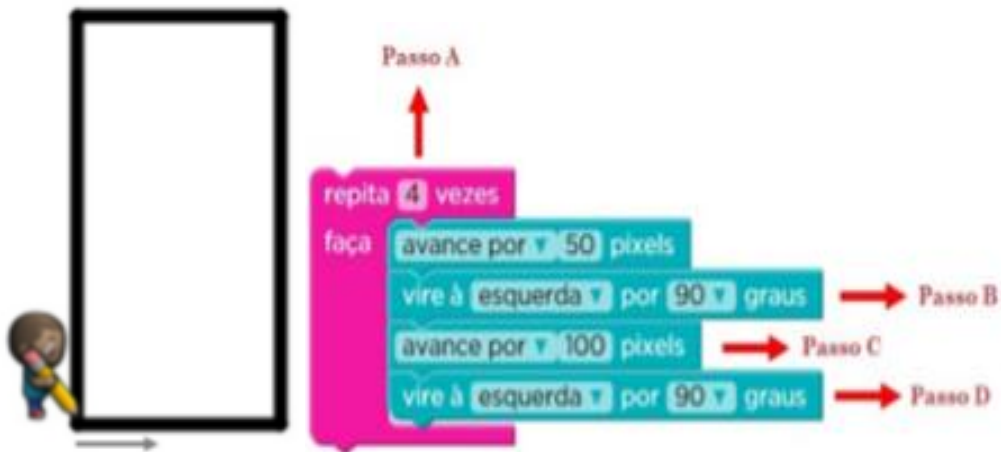 Passo A
repita 4 vezes
faça avance por 50 pixels
vire à esquerda por 90 graus Passo B
avance por 100 pixels Passo C
vire à esquerda por 90 graus Passo D